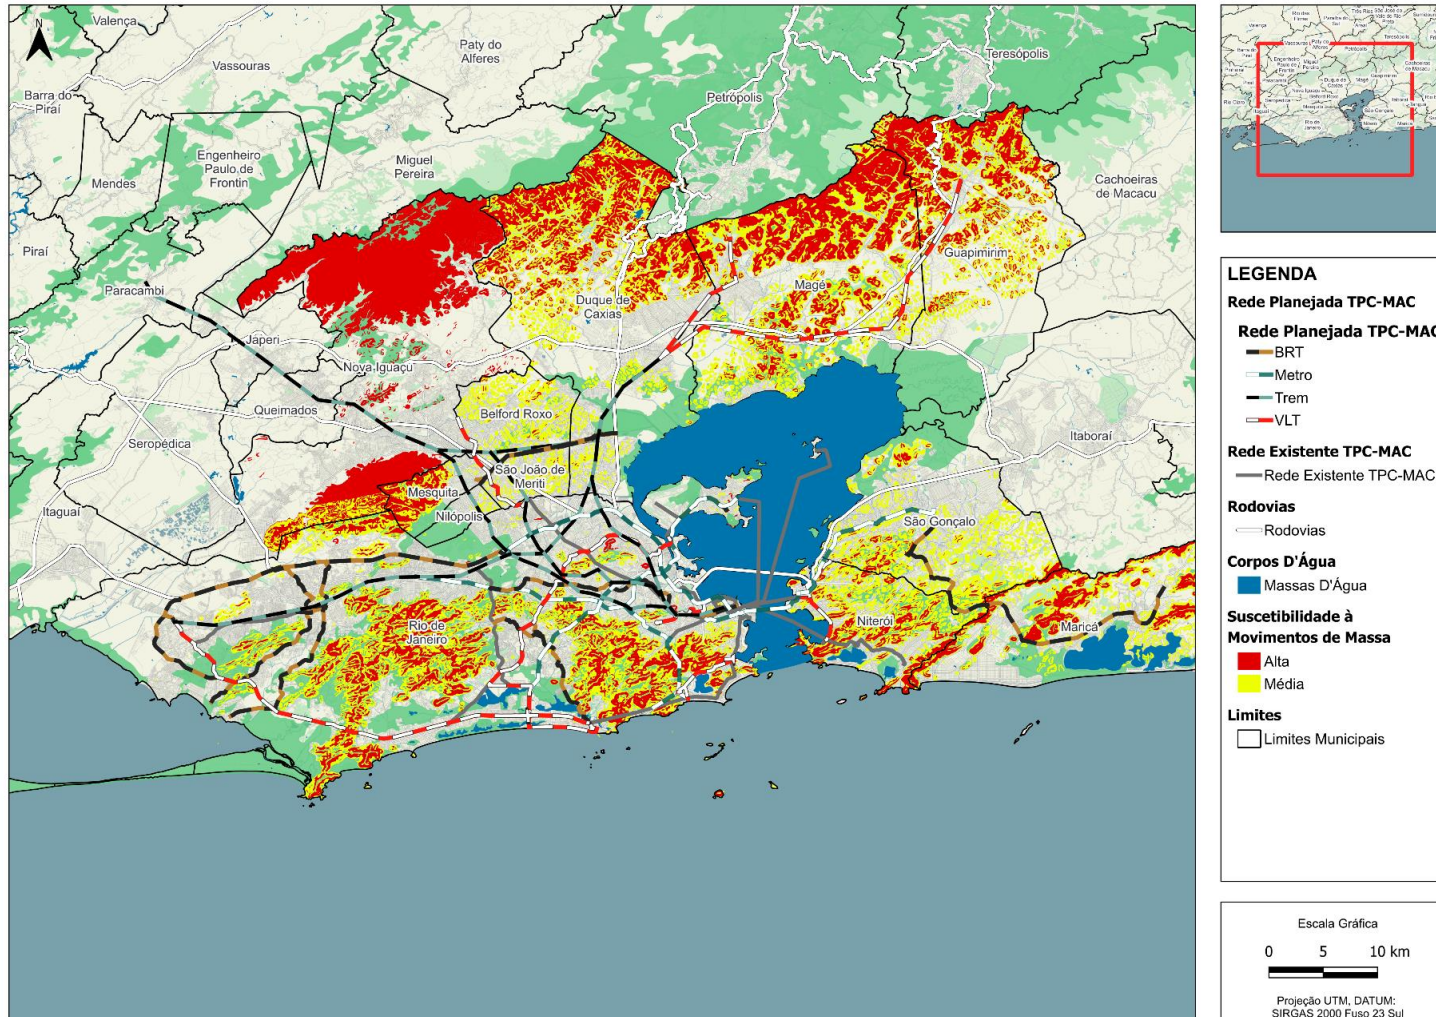 Valença
Vassouras
Paty do
Alferes
Teresópolis
Barra do
Piraí
Petrópolis
Engenheiro
Paulo de
Frontin
Miguel
Pereira
Mendes
Cachoeiras
de Macacu
Piraí
Guapimirim
Paracambi
Magé
Duque de
Caxias
Japeri
Nova Iguaçu
Queimados
Belford Roxo
Seropédica
Itaboraí
São João de
Meriti
Mesquita
Itaguaí
Nilópolis
São Gonçalo
Rio de
Janeiro
Niterói
Maricá
LEGENDA
Rede Planejada TPC-MAC
Rede Planejada TPC-MAC
BRT
Metro
Trem
VLT
Rede Existente TPC-MAC
Rede Existente TPC-MAC
Rodovias
Rodovias
Corpos D'Água
Massas D'Água
Suscetibilidade à
Movimentos de Massa
Alta
Média
Limites
Limites Municipais
Escala Gráfica
0 5 10 km
Projeção UTM, DATUM:
SIRGAS 2000 Fuso 23 Sul